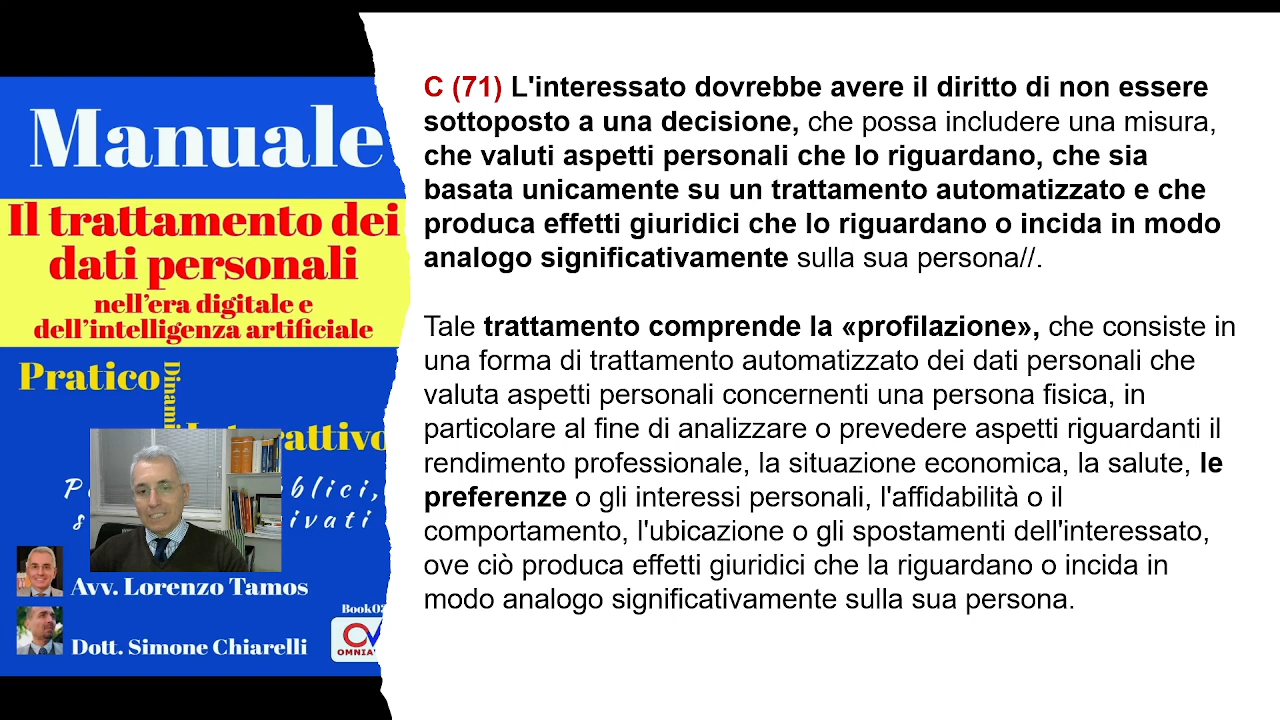 Manuale
Il trattamento dei
dati personali
nell'era digitale e
dell'intelligenza artificiale
Pratico
Avv. Lorenzo Tamos
Book03
Dott. Simone Chiarelli
OMNIA
C (71) L'interessato dovrebbe avere il diritto di non essere
sottoposto a una decisione, che possa includere una misura,
che valuti aspetti personali che lo riguardano, che sia
basata unicamente su un trattamento automatizzato e che
produca effetti giuridici che lo riguardano o incida in modo
analogo significativamente sulla sua persona//.
Tale trattamento comprende la «profilazione», che consiste in
una forma di trattamento automatizzato dei dati personali che
valuta aspetti personali concernenti una persona fisica, in
particolare al fine di analizzare o prevedere aspetti riguardanti il
rendimento professionale, la situazione economica, la salute, le
preferenze o gli interessi personali, l'affidabilità o il
comportamento, l'ubicazione o gli spostamenti dell'interessato,
ove ciò produca effetti giuridici che la riguardano o incida in
modo analogo significativamente sulla sua persona.